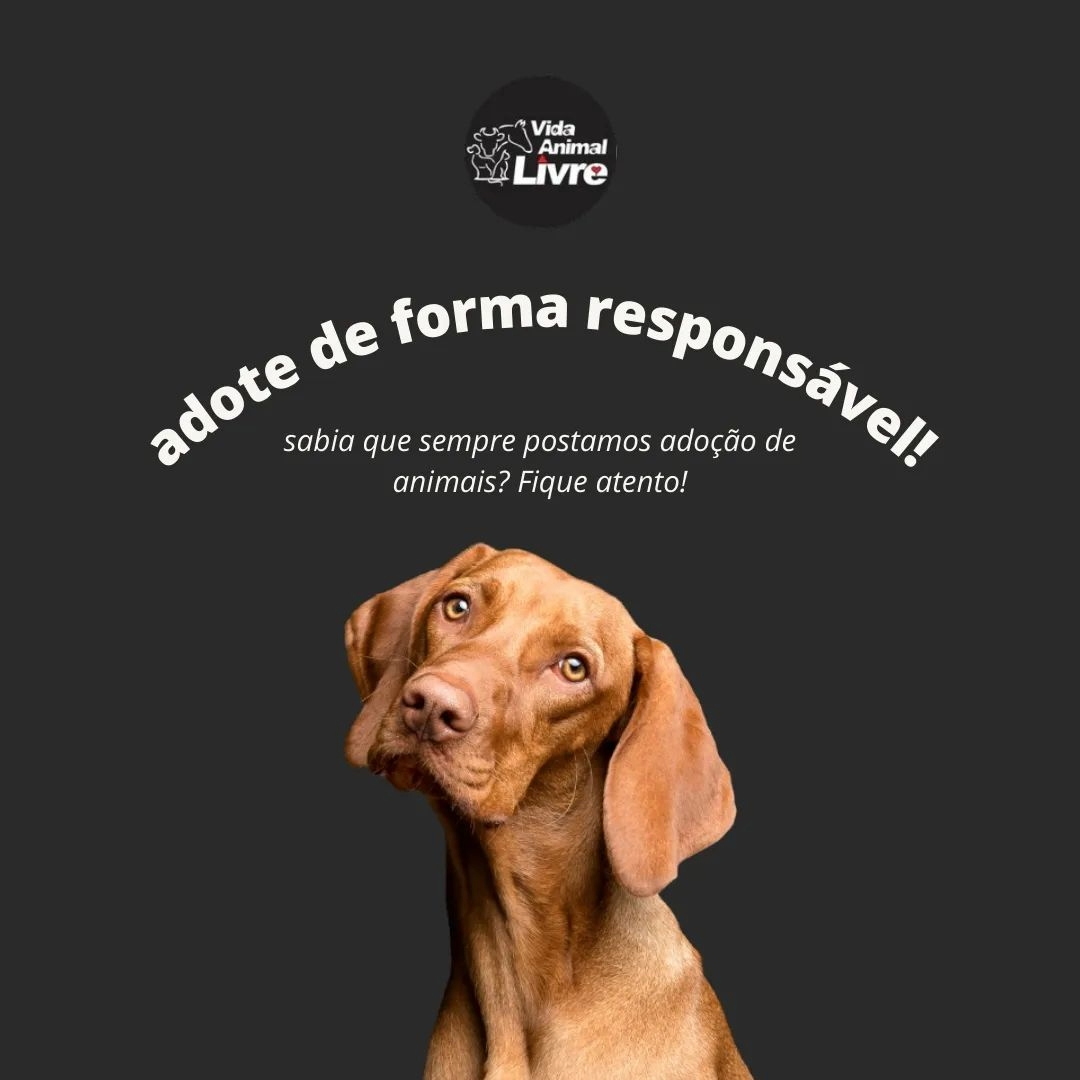 Vida
Animal
Livre
adote de forma responsável!
sabia que sempre postamos adoção de
animais? Fique atento!